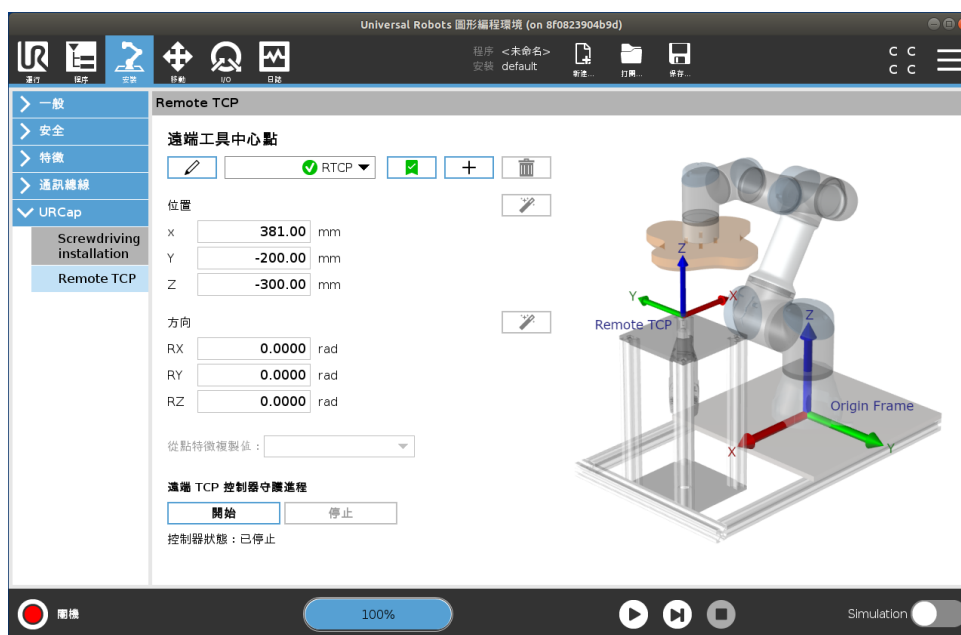 Universal Robots 圖形編程環境 (on 8f0823904b9d)
UR
運行
程序
安裝
移動
I/O
日誌
程序 <未命名>
安裝 default
新建...
打開...
保存...
C C
C C
一般
安全
特徵
通訊總線
URCap
Screwdriving installation
Remote TCP
Remote TCP
遠端工具中心點
RTCP
位置
x 381.00 mm
Y -200.00 mm
Z -300.00 mm
方向
RX 0.0000 rad
RY 0.0000 rad
RZ 0.0000 rad
從點特徵複製值：
遠端 TCP 控制器守護進程
開始
停止
控制器狀態：已停止
Z
Y
X
Remote TCP
Z
Origin Frame
X
Y
關機
100%
Simulation